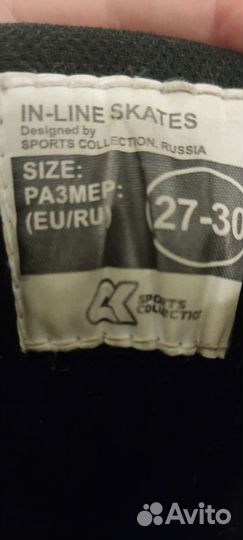 IN-LINE SKATES
Designed by
SPORTS COLLECTION, RUSSIA
SIZE:
РАЗМЕР:
(EU/RU)
27-30
SPORTS
COLLECTION
Avito